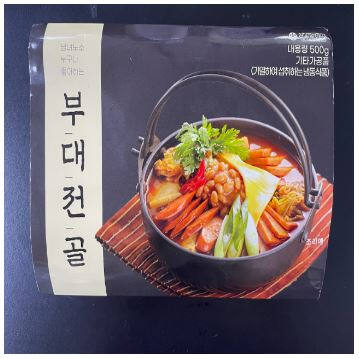 남녀노소
누구나
좋아하는
부대전골
내용량 500g
기타가공품
(가열하여 섭취하는 냉동식품)
조리예